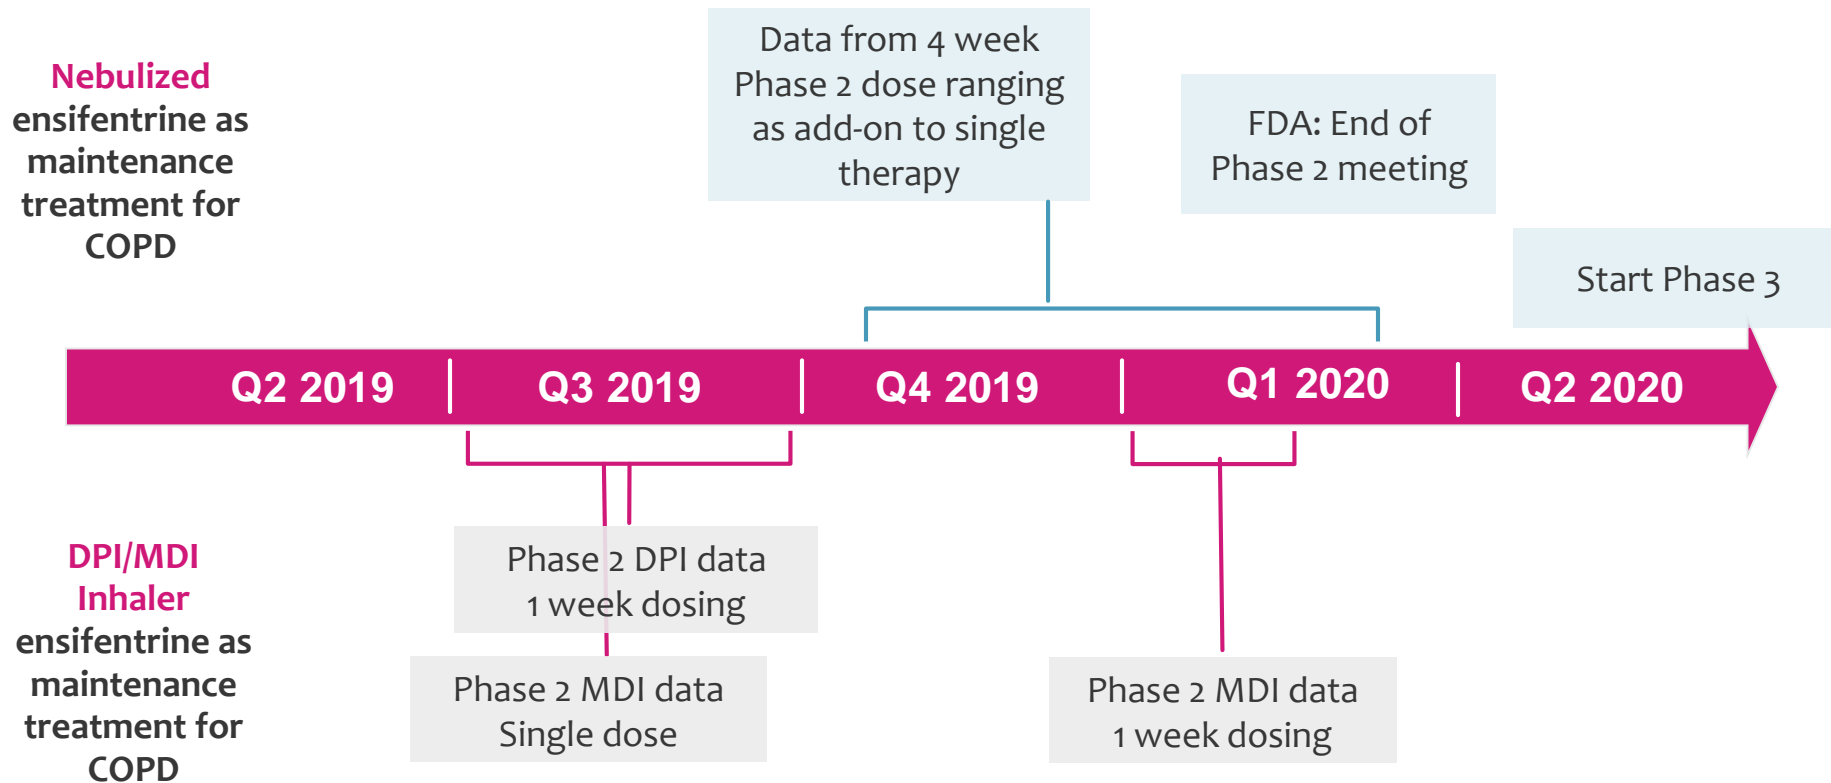 Nebulized
ensifentrine as
maintenance
treatment for
COPD
Data from 4 week
Phase 2 dose ranging
as add-on to single
therapy
FDA: End of
Phase 2 meeting
Start Phase 3
Q2 2019
Q3 2019
Q4 2019
Q1 2020
Q2 2020
DPI/MDI
Inhaler
ensifentrine as
maintenance
treatment for
COPD
Phase 2 DPI data
1 week dosing
Phase 2 MDI data
Single dose
Phase 2 MDI data
1 week dosing